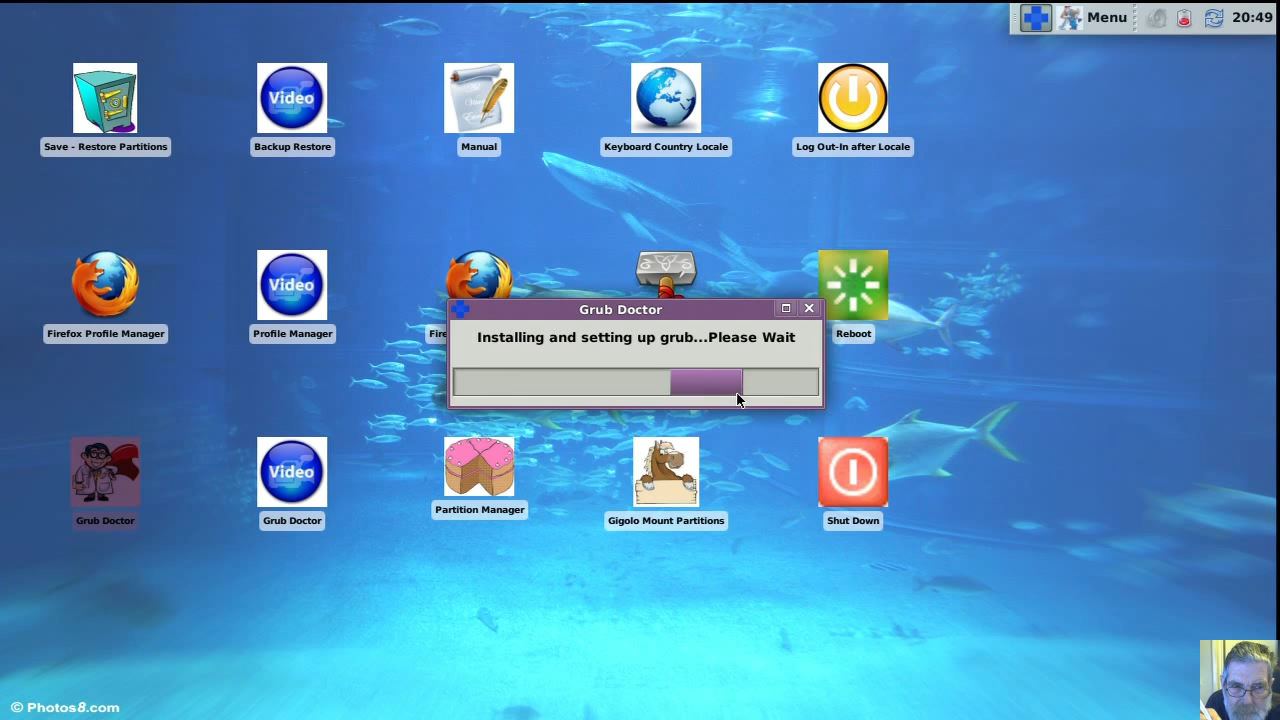 Menu
20:49
Video
Save - Restore Partitions
Backup Restore
Manual
Keyboard Country Locale
Log Out-In after Locale
Video
Firefox Profile Manager
Profile Manager
Fire
Reboot
Grub Doctor
Installing and setting up grub...Please Wait
Video
Grub Doctor
Grub Doctor
Partition Manager
Gigolo Mount Partitions
Shut Down
© Photos8.com